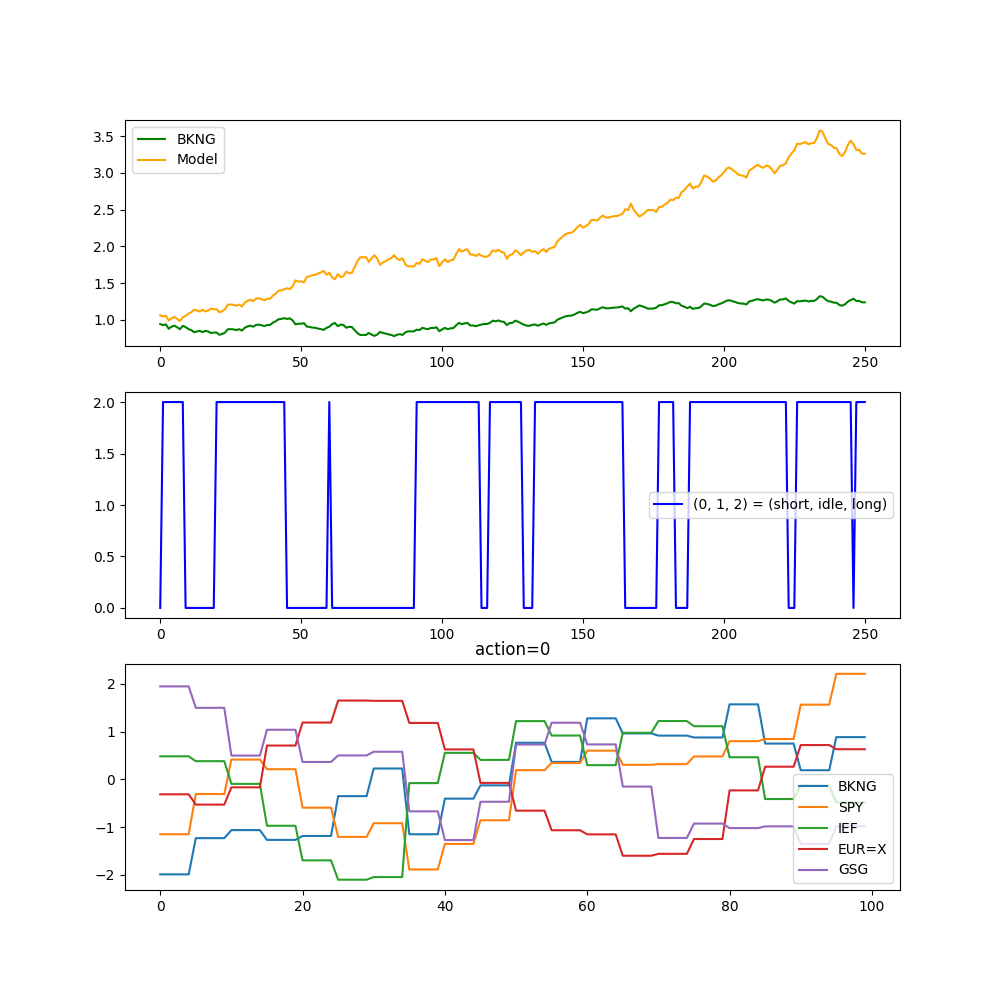 3.5
3.0
2.5
2.0
1.5
1.0
BKNG
Model
0 50 100 150 200 250
2.0
1.5
1.0
0.5
0.0
(0, 1, 2) = (short, idle, long)
0 50 100 150 200 250
action=0
2
1
0
−1
−2
BKNG
SPY
IEF
EUR=X
GSG
0 20 40 60 80 100